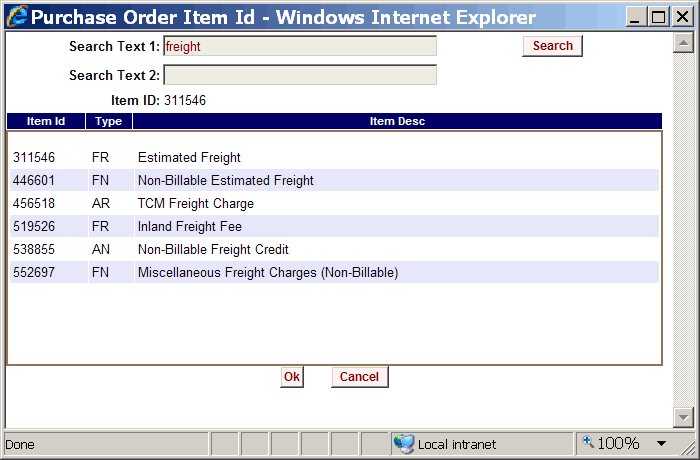 Purchase Order Item Id - Windows Internet Explorer
Search Text 1: freight Search
Search Text 2:
Item ID: 311546
Item Id Type Item Desc
311546 FR Estimated Freight
446601 FN Non-Billable Estimated Freight
456518 AR TCM Freight Charge
519526 FR Inland Freight Fee
538855 AN Non-Billable Freight Credit
552697 FN Miscellaneous Freight Charges (Non-Billable)
Ok Cancel
Done Local intranet 100%